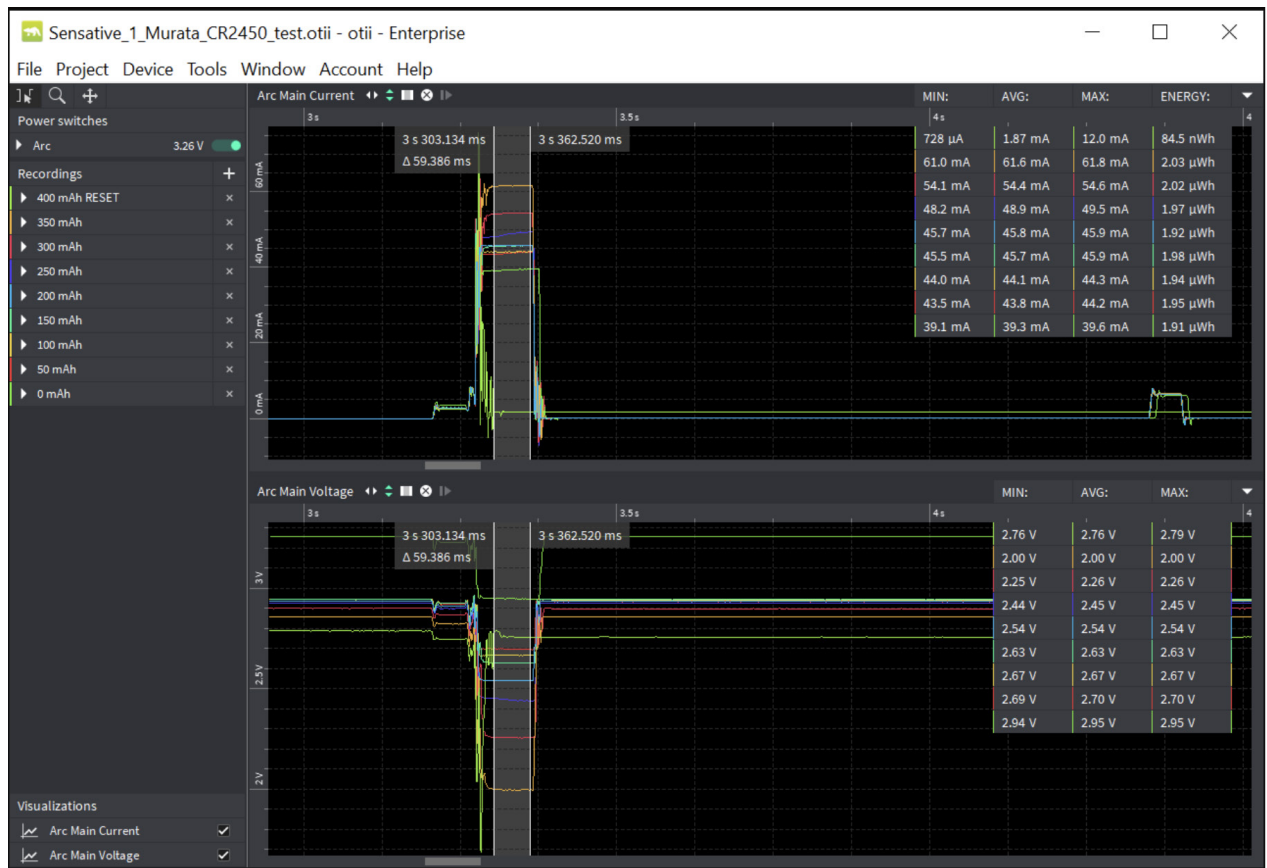 Sensative_1_Murata_CR2450_test.otii - otii - Enterprise
File Project Device Tools Window Account Help
Power switches
Arc 3.26 V
Recordings +
400 mAh RESET
350 mAh
300 mAh
250 mAh
200 mAh
150 mAh
100 mAh
50 mAh
0 mAh
Visualizations
Arc Main Current
Arc Main Voltage
Arc Main Current MIN: AVG: MAX: ENERGY:
3 s 3.5 s 4 s 4
3 s 303.134 ms 3 s 362.520 ms
Δ 59.386 ms
60 mA
40 mA
20 mA
0 mA
728 µA 1.87 mA 12.0 mA 84.5 nWh
61.0 mA 61.6 mA 61.8 mA 2.03 µWh
54.1 mA 54.4 mA 54.6 mA 2.02 µWh
48.2 mA 48.9 mA 49.5 mA 1.97 µWh
45.7 mA 45.8 mA 45.9 mA 1.92 µWh
45.5 mA 45.7 mA 45.9 mA 1.98 µWh
44.0 mA 44.1 mA 44.3 mA 1.94 µWh
43.5 mA 43.8 mA 44.2 mA 1.95 µWh
39.1 mA 39.3 mA 39.6 mA 1.91 µWh
Arc Main Voltage MIN: AVG: MAX:
3 s 3.5 s 4 s 4
3 s 303.134 ms 3 s 362.520 ms
Δ 59.386 ms
3 V
2.5 V
2 V
2.76 V 2.76 V 2.79 V
2.00 V 2.00 V 2.00 V
2.25 V 2.26 V 2.26 V
2.44 V 2.45 V 2.45 V
2.54 V 2.54 V 2.54 V
2.63 V 2.63 V 2.63 V
2.67 V 2.67 V 2.67 V
2.69 V 2.70 V 2.70 V
2.94 V 2.95 V 2.95 V